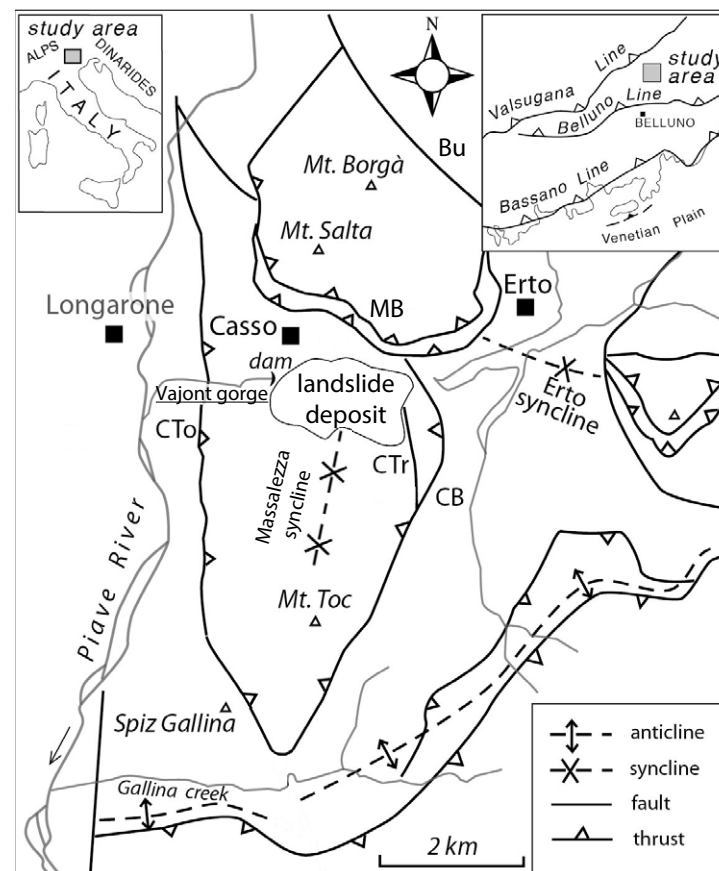 study
area
ALPS
DINARIDES
ITALY
N
Valsugana Line
Belluno Line
study
area
BELLUNO
Bassano Line
Venetian Plain
Bu
Mt. Borgà
Mt. Salta
MB
Erto
Longarone
Casso
dam
Vajont gorge
landslide
deposit
Erto
syncline
CTo
CTr
CB
Massalezza
syncline
Piave River
Mt. Toc
Spiz Gallina
Gallina creek
2 km
anticline
syncline
fault
thrust